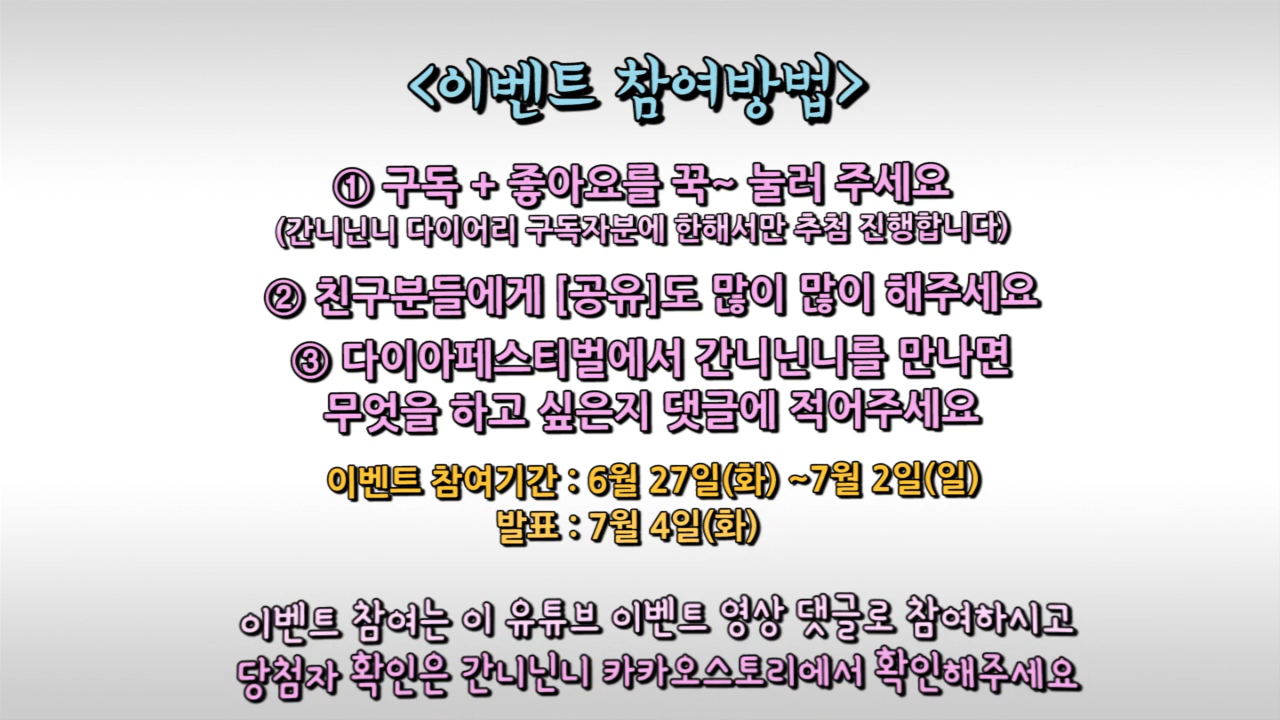 <이벤트 참여방법>
① 구독 + 좋아요를 꾹~ 눌러 주세요
(간니닌니 다이어리 구독자분에 한해서만 추첨 진행합니다)
② 친구분들에게 [공유]도 많이 많이 해주세요
③ 다이아페스티벌에서 간니닌니를 만나면
무엇을 하고 싶은지 댓글에 적어주세요
이벤트 참여기간 : 6월 27일(화) ~7월 2일(일)
발표 : 7월 4일(화)
이벤트 참여는 이 유튜브 이벤트 영상 댓글로 참여하시고
당첨자 확인은 간니닌니 카카오스토리에서 확인해주세요